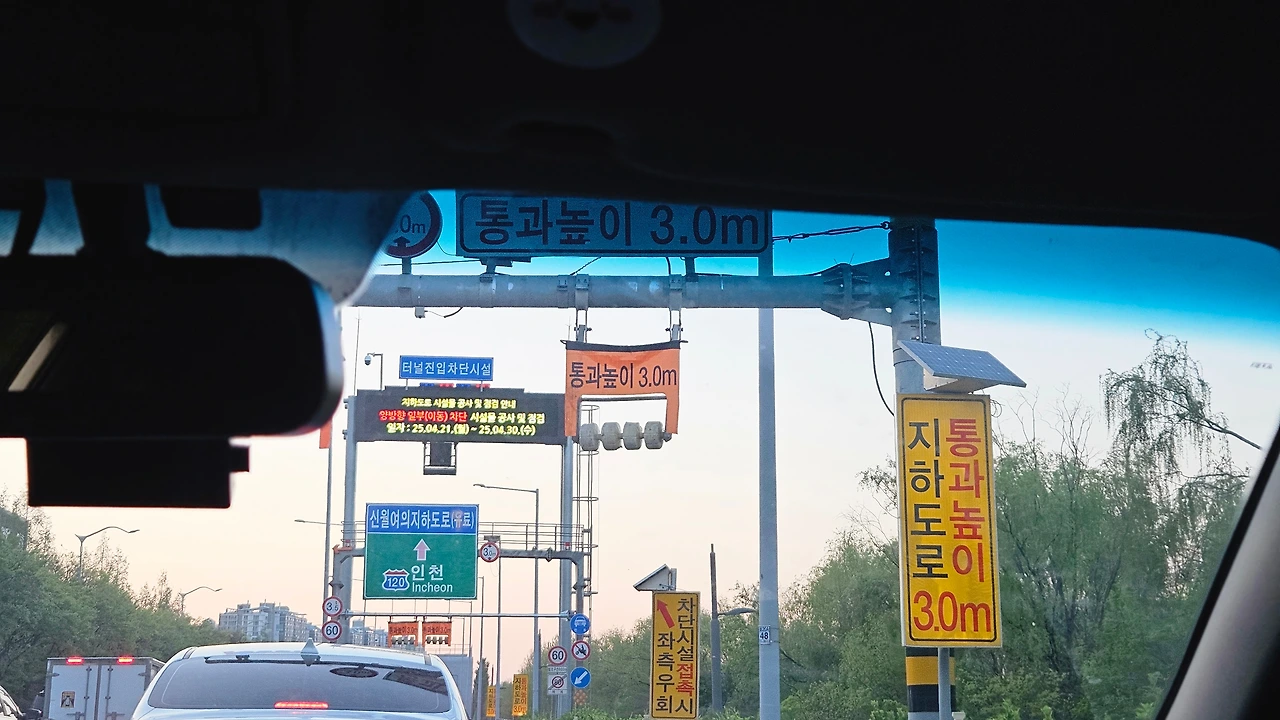 .0m
통과높이 3.0m
통과높이 3.0m
터널진입차단시설
지하도로 시설물 공사 및 점검 안내
양방향 일부(이동) 차단 시설물 공사 및 점검
일자 : 25.04.21.(월) ~ 25.04.30.(수)
신월여의지하도로(유료)
120
인천
Incheon
통과높이
지하도로
3.0m
차단시설접촉시
좌측우회
3.0
60
60
48